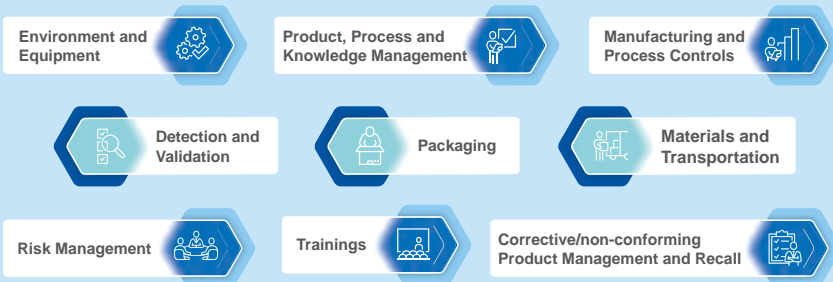 Environment and
Equipment
Product, Process and
Knowledge Management
Manufacturing and
Process Controls
Detection and
Validation
Packaging
Materials and
Transportation
Risk Management
Trainings
Corrective/non-conforming
Product Management and Recall